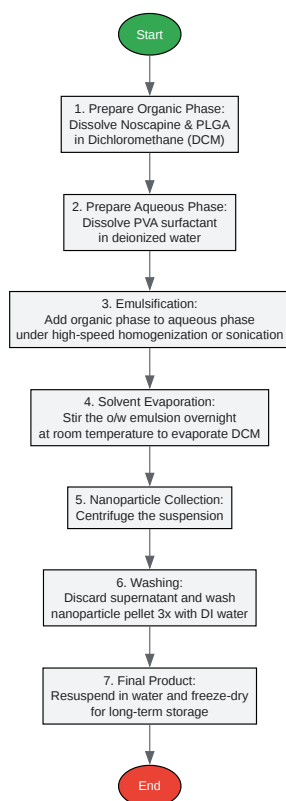 Start
1. Prepare Organic Phase:
Dissolve Noscapine & PLGA
in Dichloromethane (DCM)
2. Prepare Aqueous Phase:
Dissolve PVA surfactant
in deionized water
3. Emulsification:
Add organic phase to aqueous phase
under high-speed homogenization or sonication
4. Solvent Evaporation:
Stir the o/w emulsion overnight
at room temperature to evaporate DCM
5. Nanoparticle Collection:
Centrifuge the suspension
6. Washing:
Discard supernatant and wash
nanoparticle pellet 3x with DI water
7. Final Product:
Resuspend in water and freeze-dry
for long-term storage
End